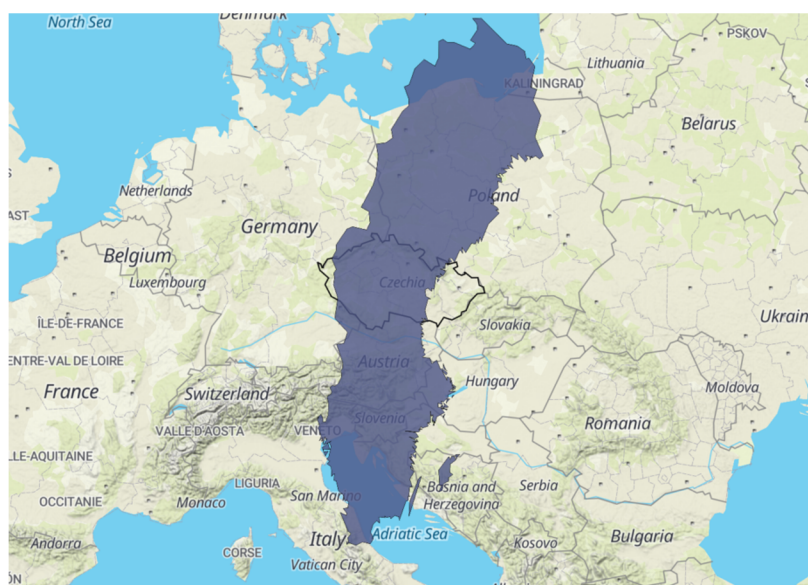 North Sea
Denmark
PSKOV
Lithuania
KALININGRAD
Belarus
Netherlands
Poland
EAST
Germany
Belgium
Luxembourg
Czechia
ÎLE-DE-FRANCE
Slovakia
Ukrain
ENTRE-VAL DE LOIRE
Austria
France
Switzerland
Hungary
Moldova
Slovenia
VALLE D'AOSTA
VENETO
Romania
LLE-AQUITAINE
LIGURIA
San Marino
Bosnia and
Herzegovina
Serbia
OCCITANIE
Monaco
Italy
Adriatic Sea
Bulgaria
Andorra
CORSE
Vatican City
Kosovo